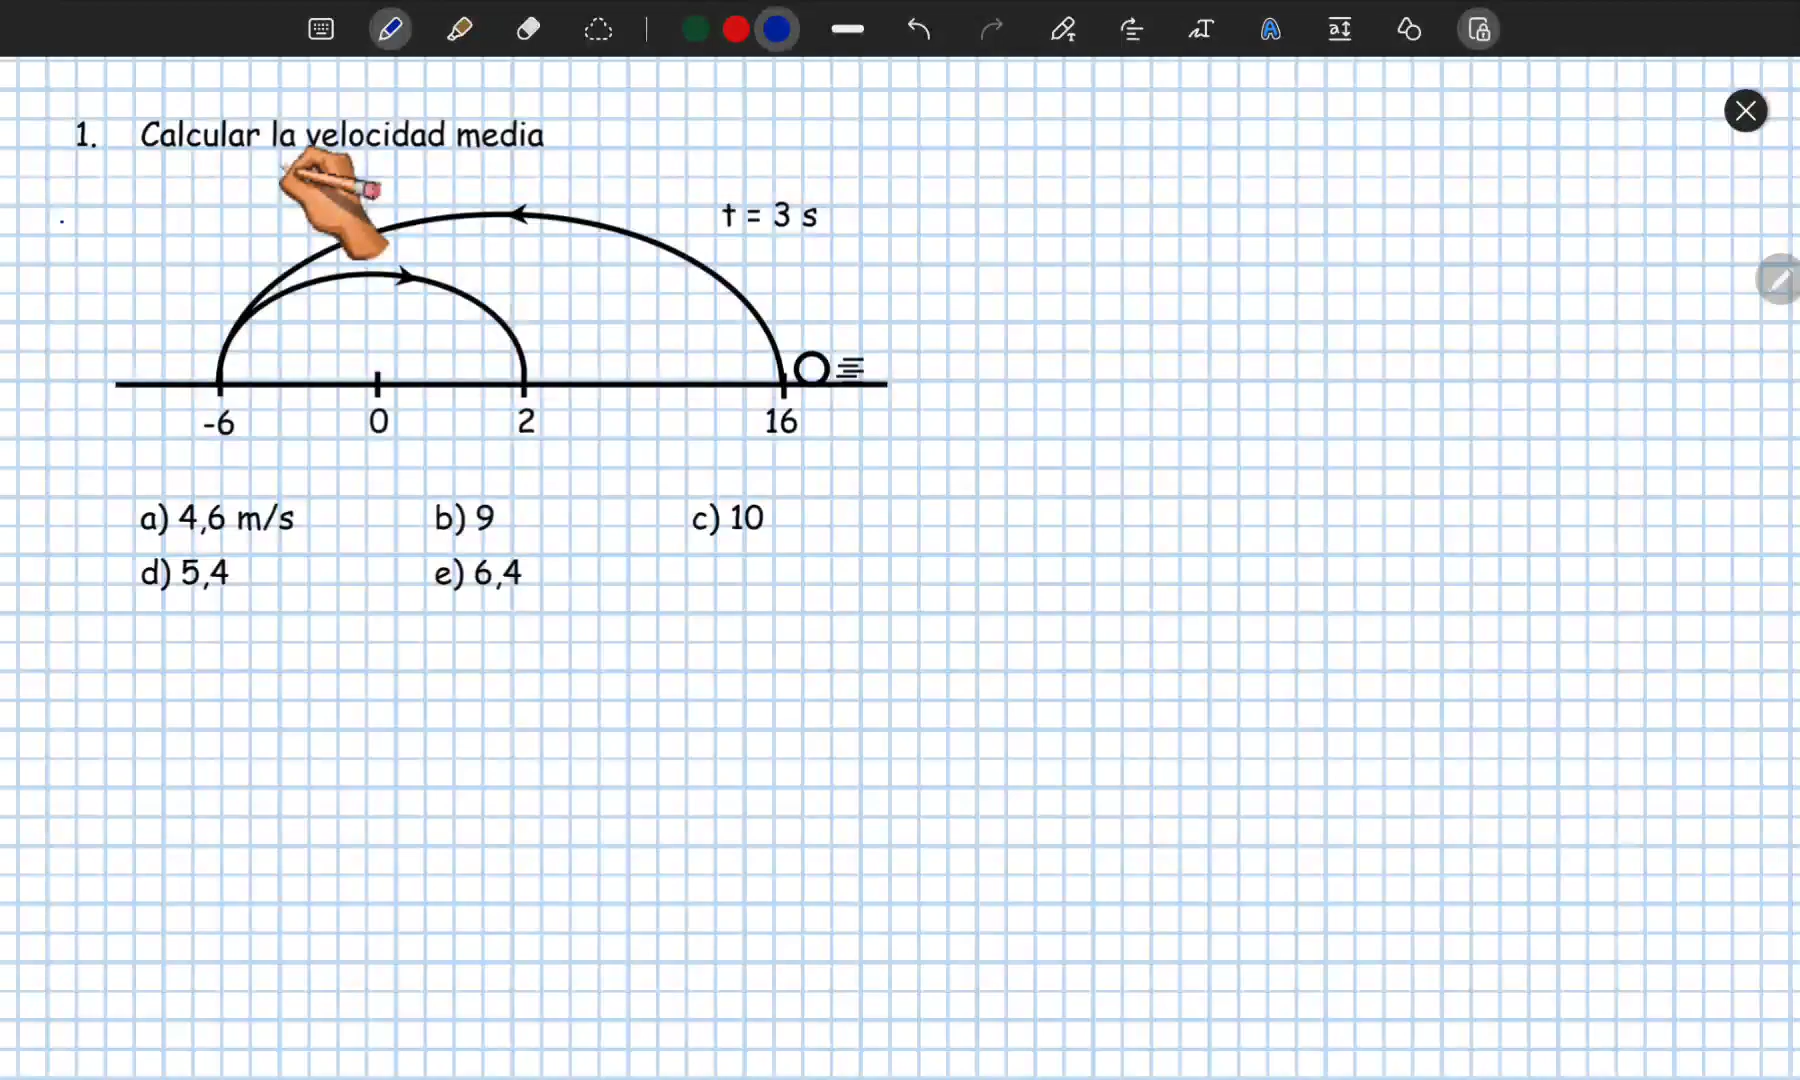 1. Calcular la velocidad media
t = 3 s
-6 0 2 16
a) 4,6 m/s b) 9 c) 10
d) 5,4 e) 6,4